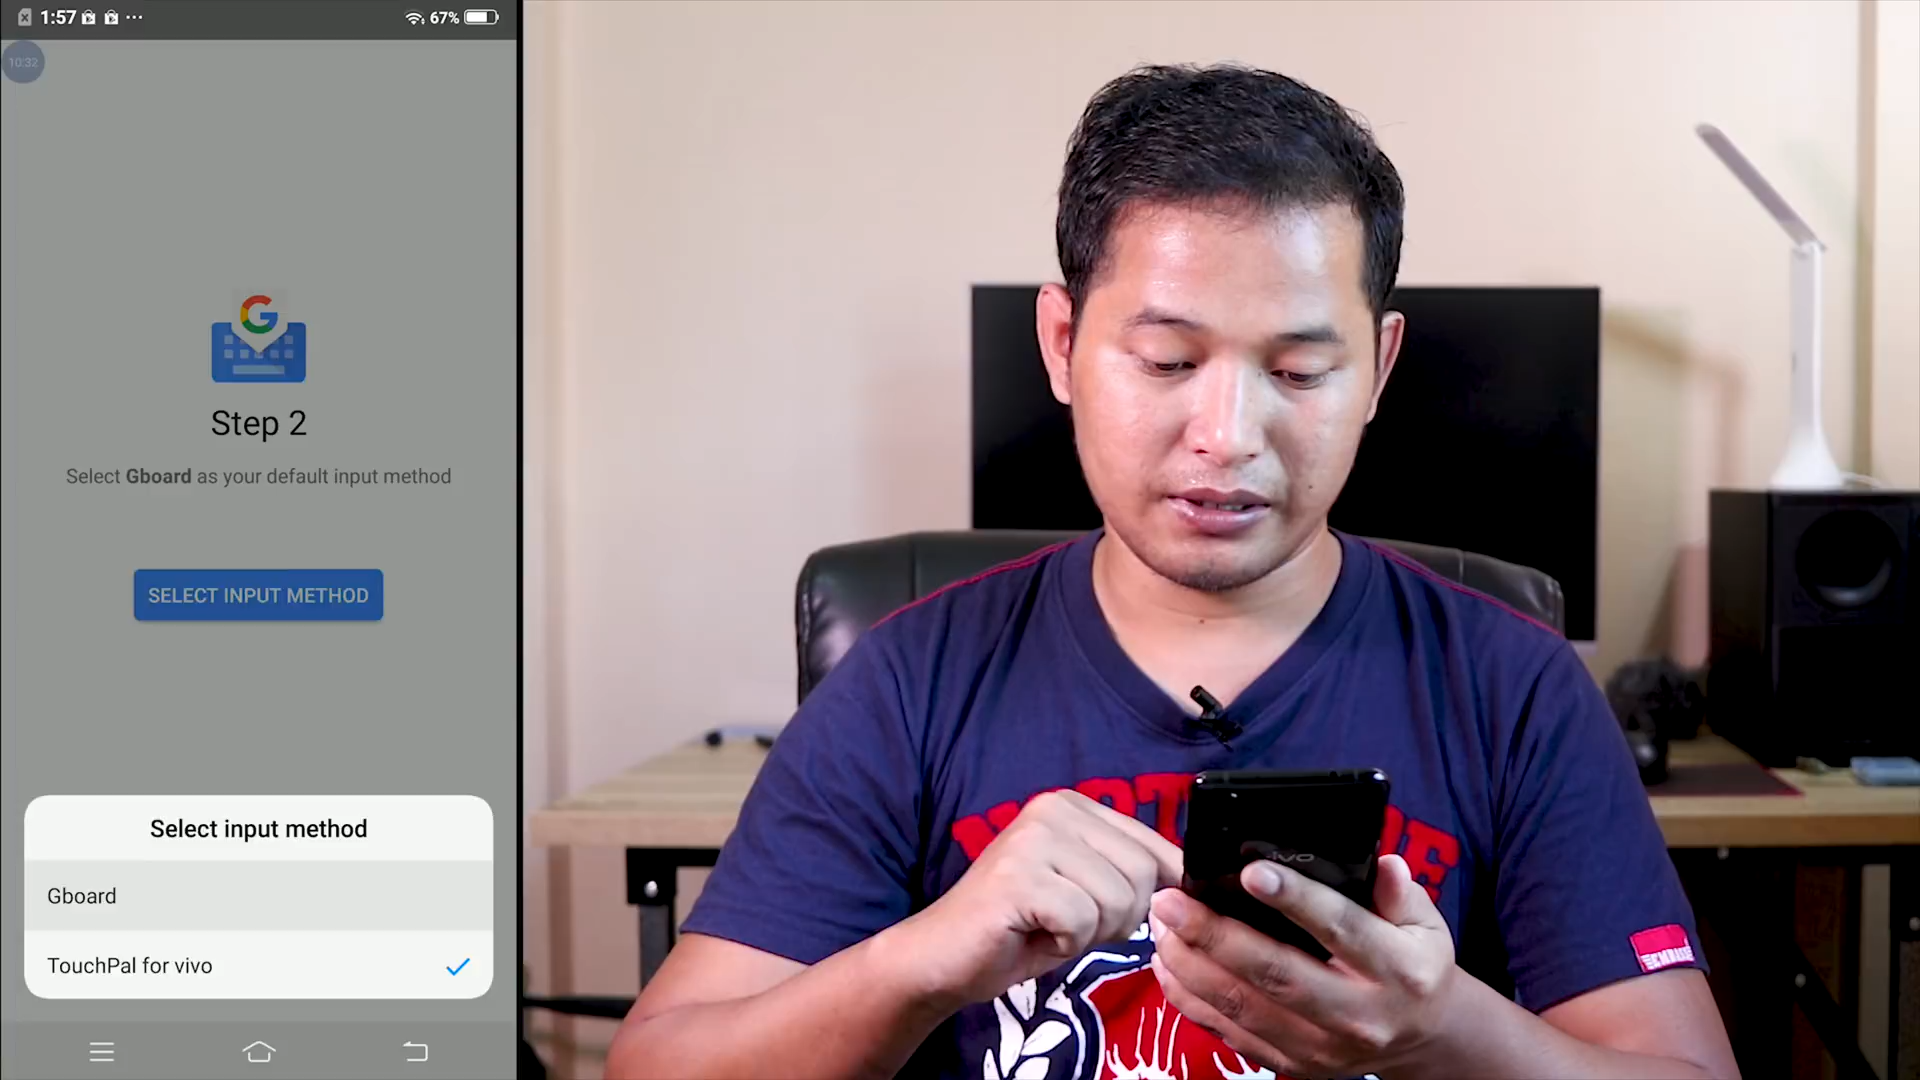 1:57
67%
10:32
Step 2
Select Gboard as your default input method
SELECT INPUT METHOD
Select input method
Gboard
TouchPal for vivo
vivo